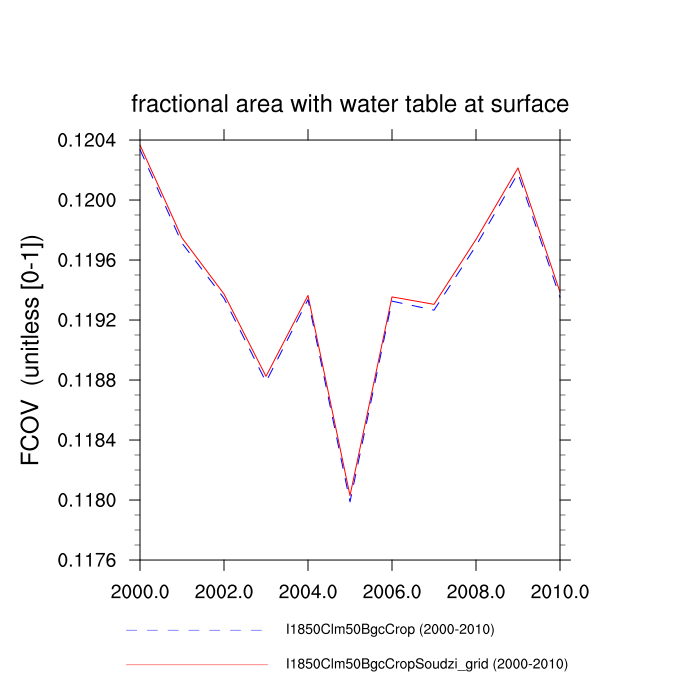 fractional area with water table at surface
FCOV (unitless [0-1])
0.1204
0.1200
0.1196
0.1192
0.1188
0.1184
0.1180
0.1176
2000.0 2002.0 2004.0 2006.0 2008.0 2010.0
I1850Clm50BgcCrop (2000-2010)
I1850Clm50BgcCropSoudzi_grid (2000-2010)